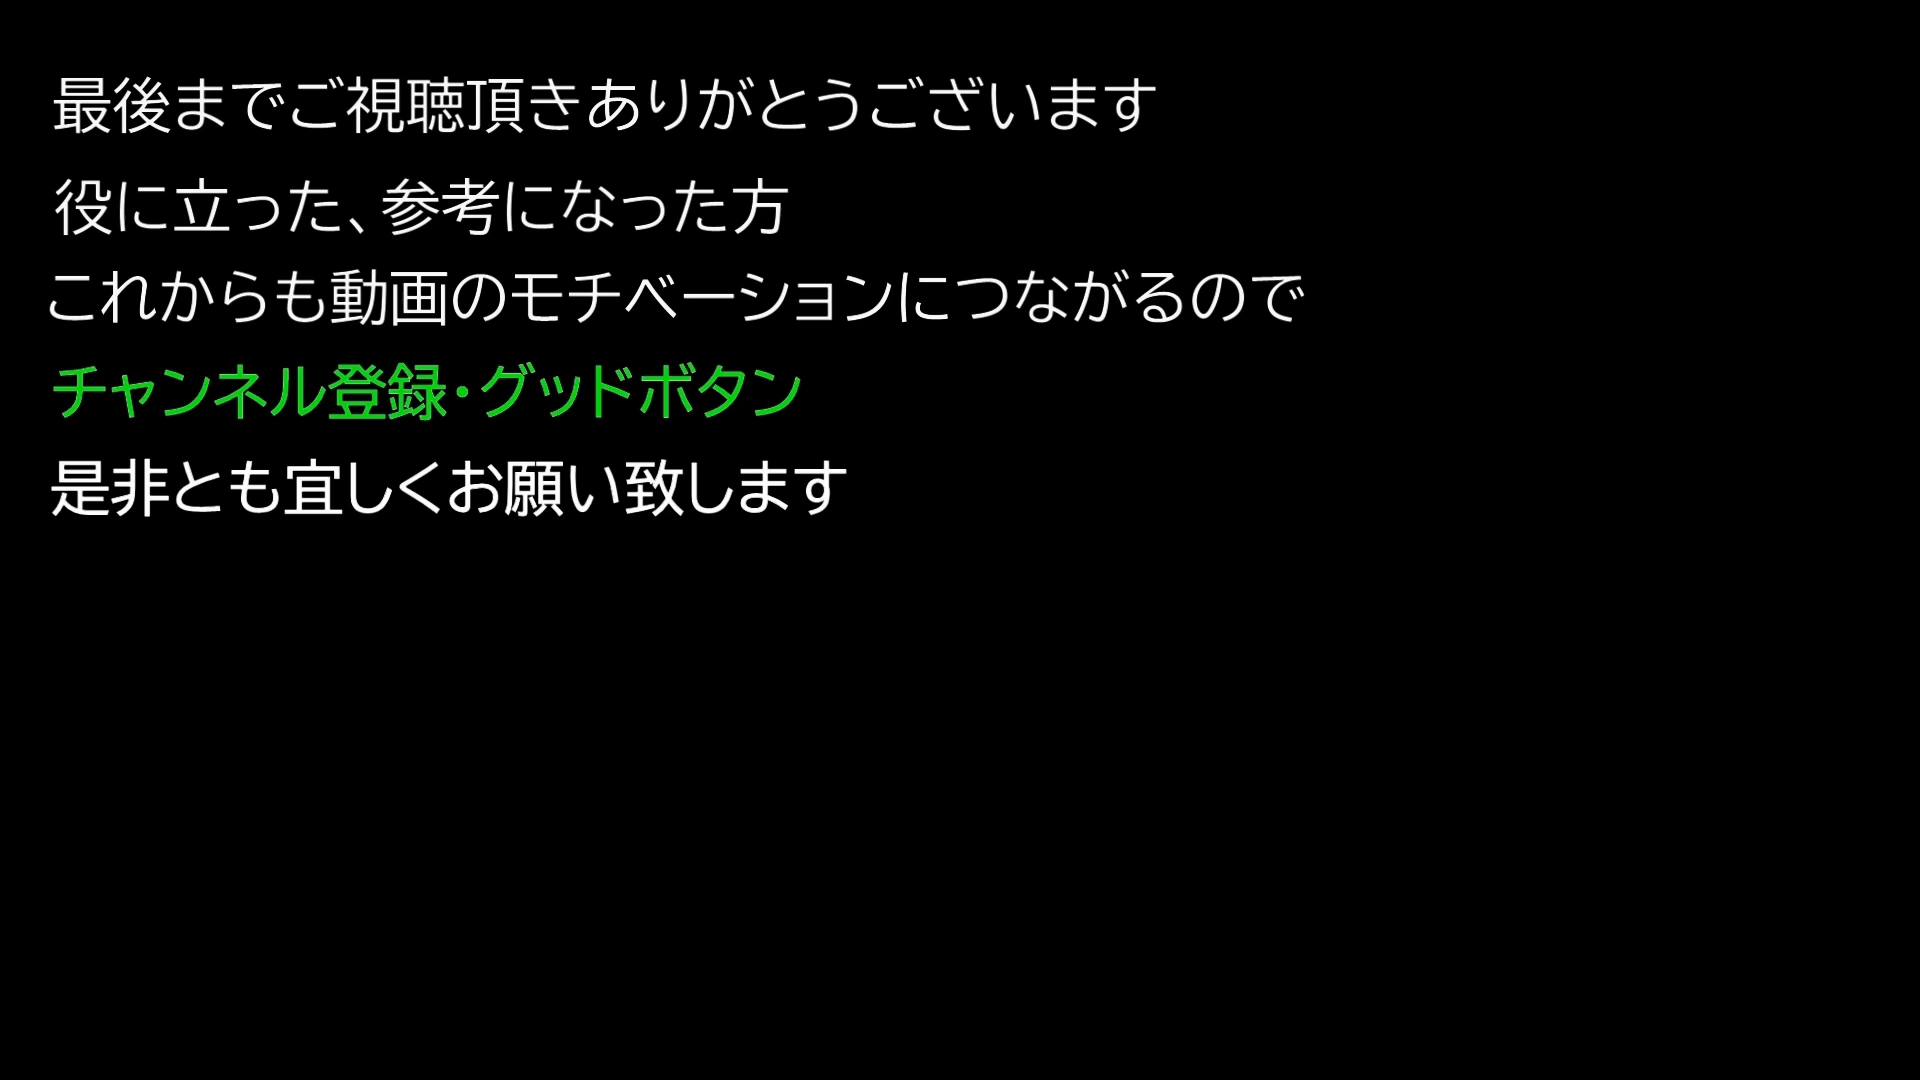 最後までご視聴頂きありがとうございます
役に立った、参考になった方
これからも動画のモチベーションにつながるので
チャンネル登録・グッドボタン
是非とも宜しくお願い致します